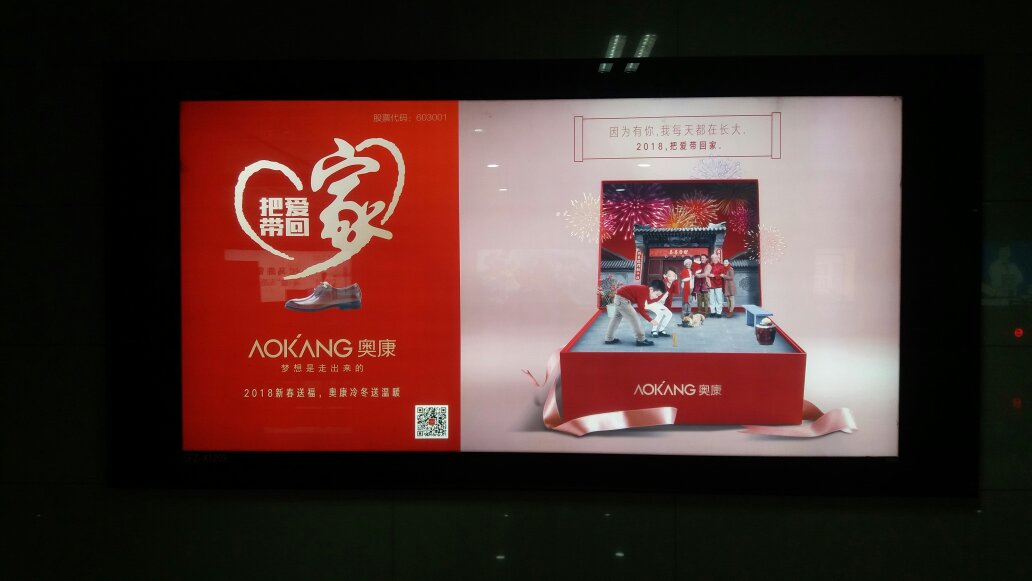 股票代码：603001
把爱
带回
家
AOKANG 奥康
梦想是走出来的
2018新春送福，奥康冷冬送温暖
因为有你,我每天都在长大.
2018,把爱带回家.
AOKANG 奥康